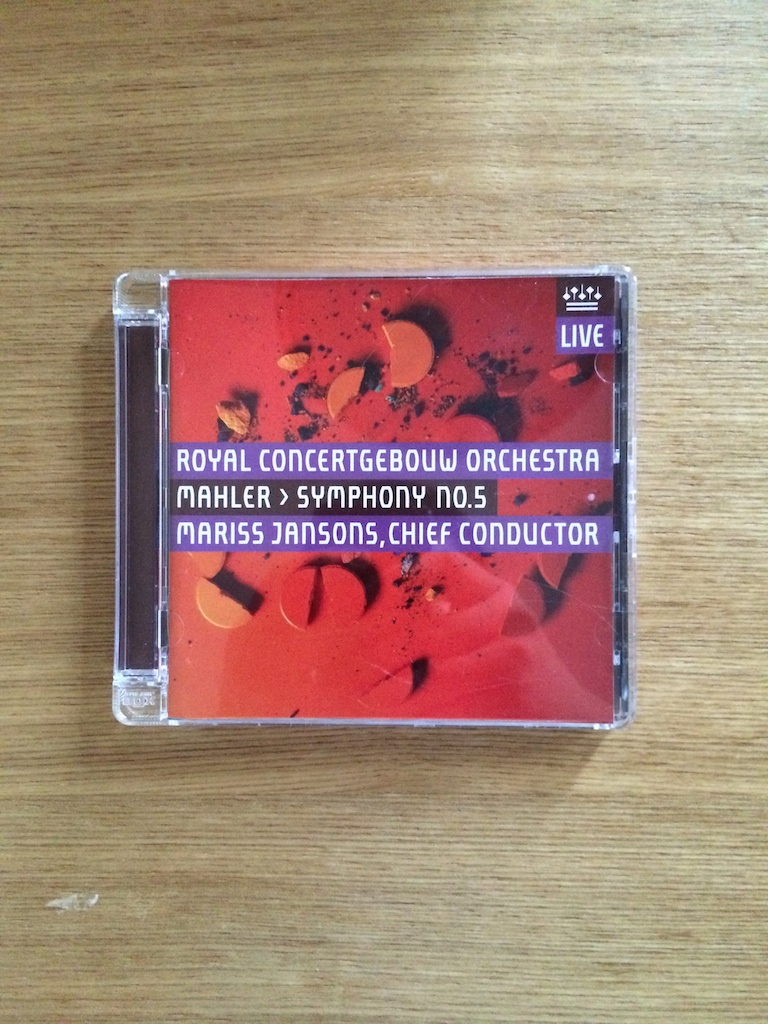 LIVE
ROYAL CONCERTGEBOUW ORCHESTRA
MAHLER > SYMPHONY NO.5
MARISS JANSONS, CHIEF CONDUCTOR